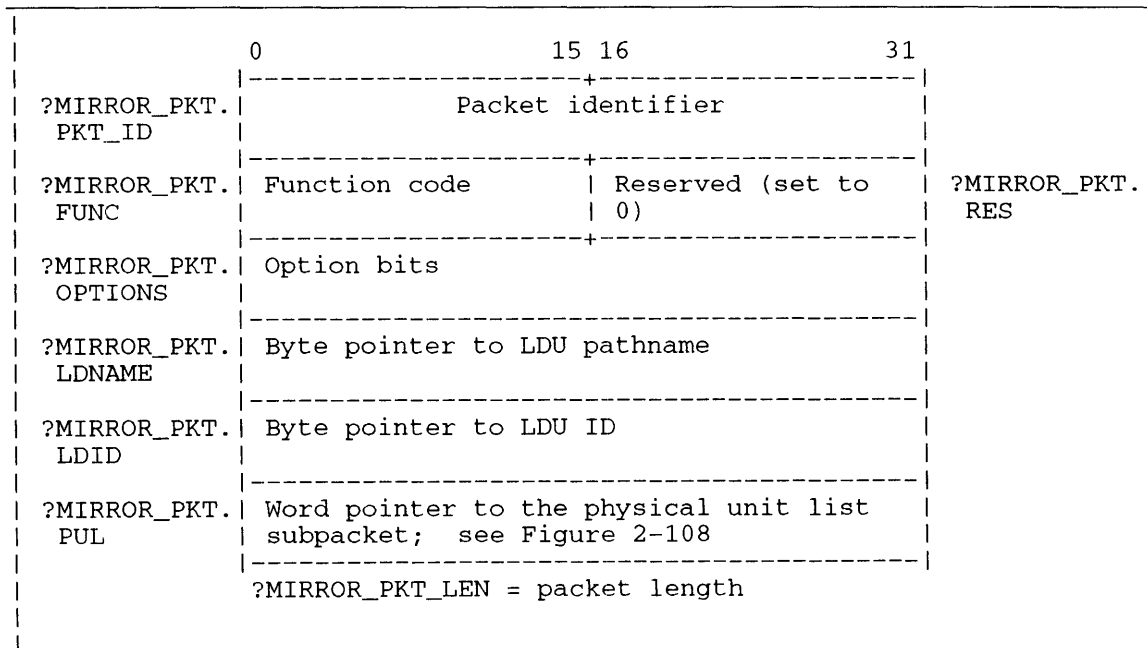 0 15 16 31
?MIRROR_PKT. Packet identifier
PKT_ID
?MIRROR_PKT. Function code | Reserved (set to ?MIRROR_PKT.
FUNC | 0) RES
?MIRROR_PKT. Option bits
OPTIONS
?MIRROR_PKT. Byte pointer to LDU pathname
LDNAME
?MIRROR_PKT. Byte pointer to LDU ID
LDID
?MIRROR_PKT. Word pointer to the physical unit list
PUL subpacket; see Figure 2-108
?MIRROR_PKT_LEN = packet length